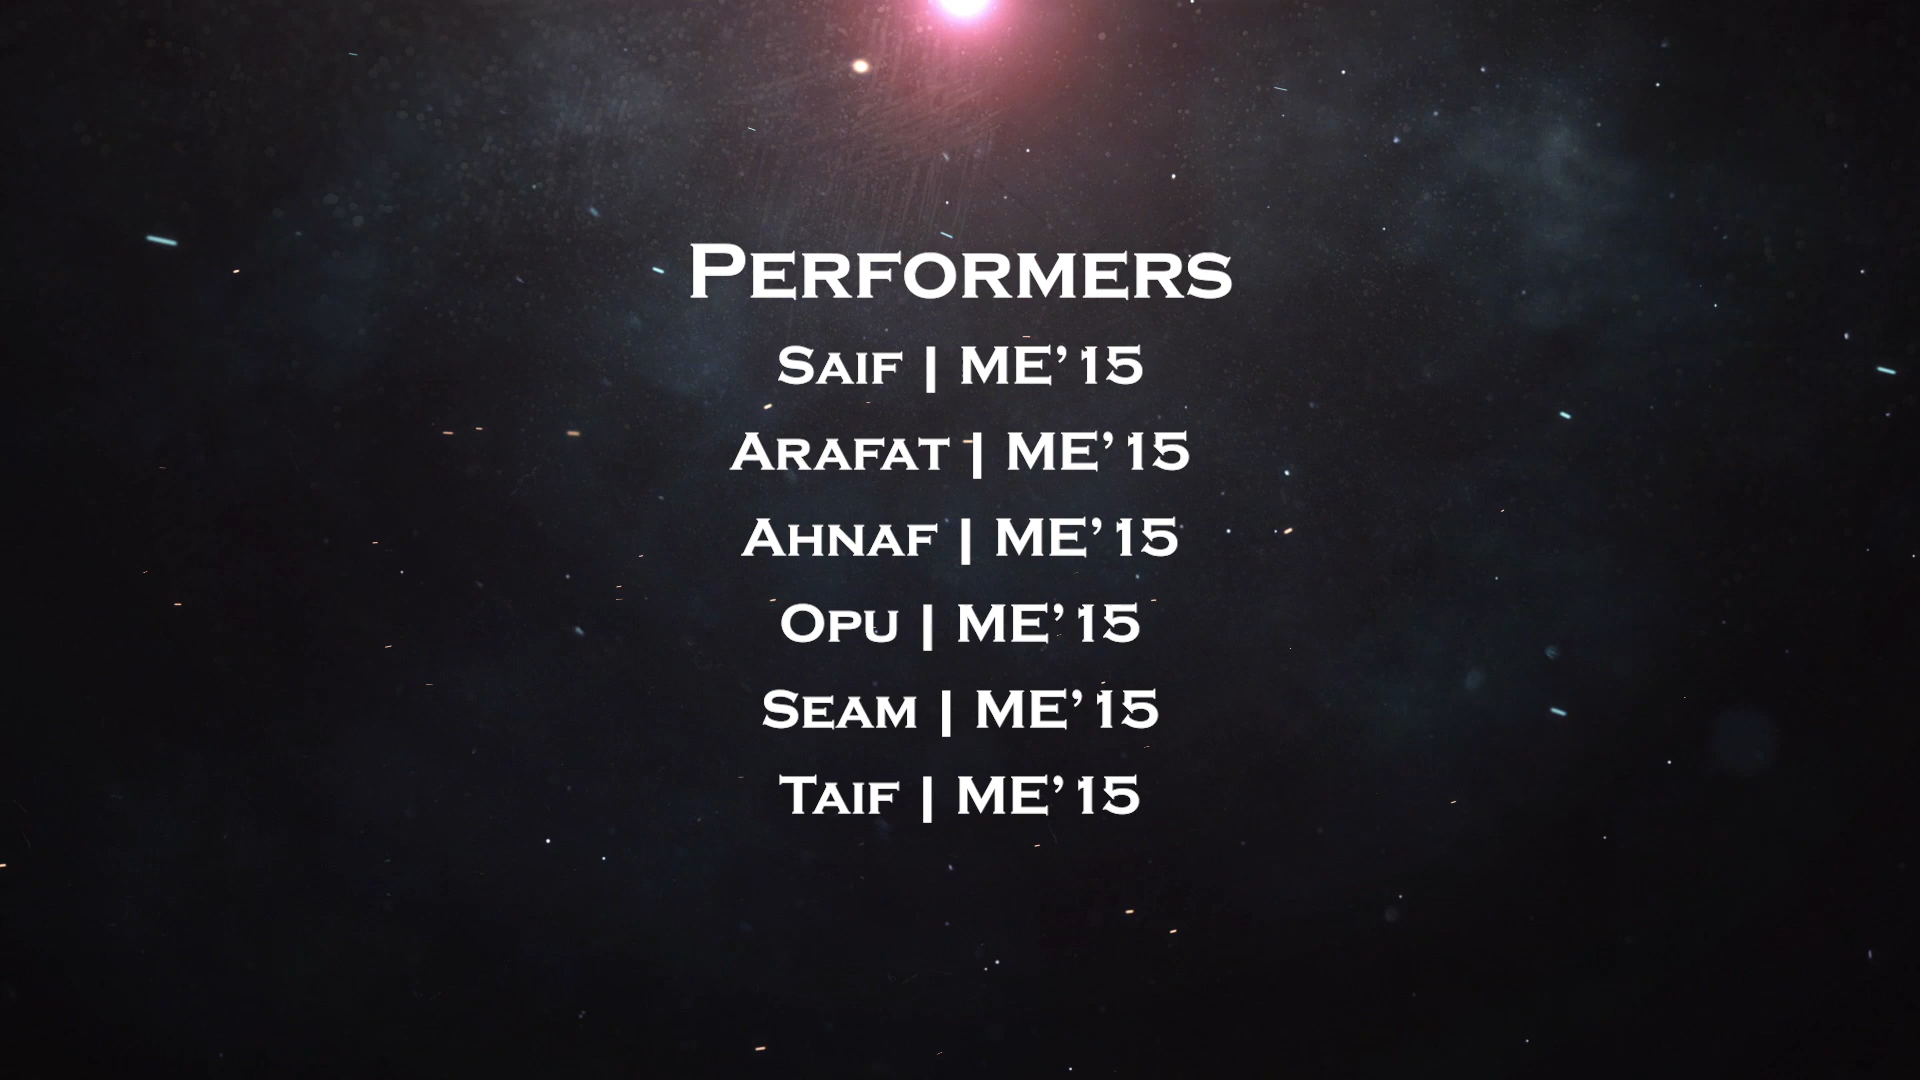 Performers
Saif | ME’15
Arafat | ME’15
Ahnaf | ME’15
Opu | ME’15
Seam | ME’15
Taif | ME’15